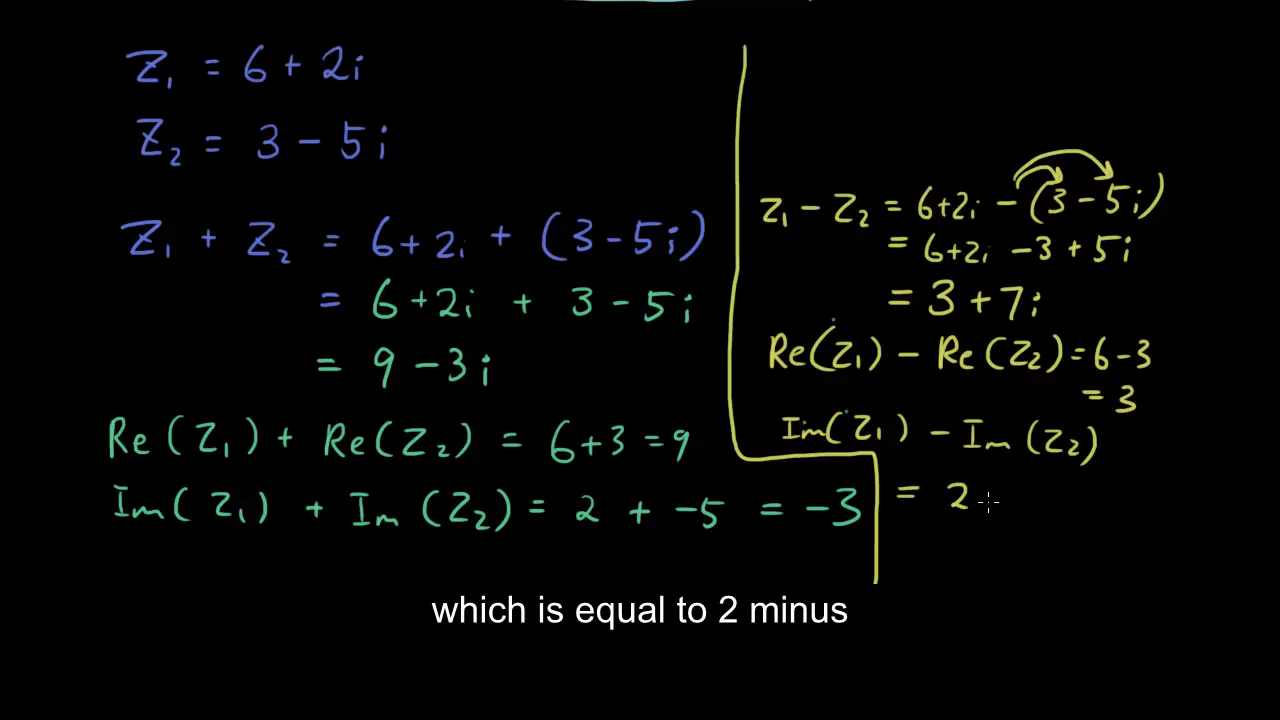 Z₁ = 6 + 2i
Z₂ = 3 - 5i
Z₁ + Z₂ = 6+2i + (3-5i)
= 6+2i + 3-5i
= 9-3i
Re(Z₁) + Re(Z₂) = 6+3 = 9
Im(Z₁) + Im(Z₂) = 2 + -5 = -3
Z₁ - Z₂ = 6+2i - (3-5i)
= 6+2i -3+5i
= 3+7i
Re(Z₁) - Re(Z₂) = 6-3
= 3
Im(Z₁) - Im(Z₂)
= 2
which is equal to 2 minus